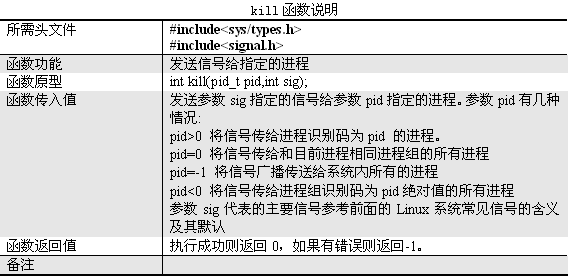 kill 函数说明
所需头文件
#include<sys/types.h>
#include<signal.h>
函数功能
发送信号给指定的进程
函数原型
int kill(pid_t pid,int sig);
函数传入值
发送参数 sig 指定的信号给参数 pid 指定的进程。参数 pid 有几种
情况:
pid>0 将信号传给进程识别码为 pid 的进程。
pid=0 将信号传给和目前进程相同进程组的所有进程
pid=-1 将信号广播传送给系统内所有的进程
pid<0 将信号传给进程组识别码为 pid 绝对值的所有进程
参数 sig 代表的主要信号参考前面的 Linux 系统常见信号的含义
及其默认
函数返回值
执行成功则返回 0，如果有错误则返回-1。
备注